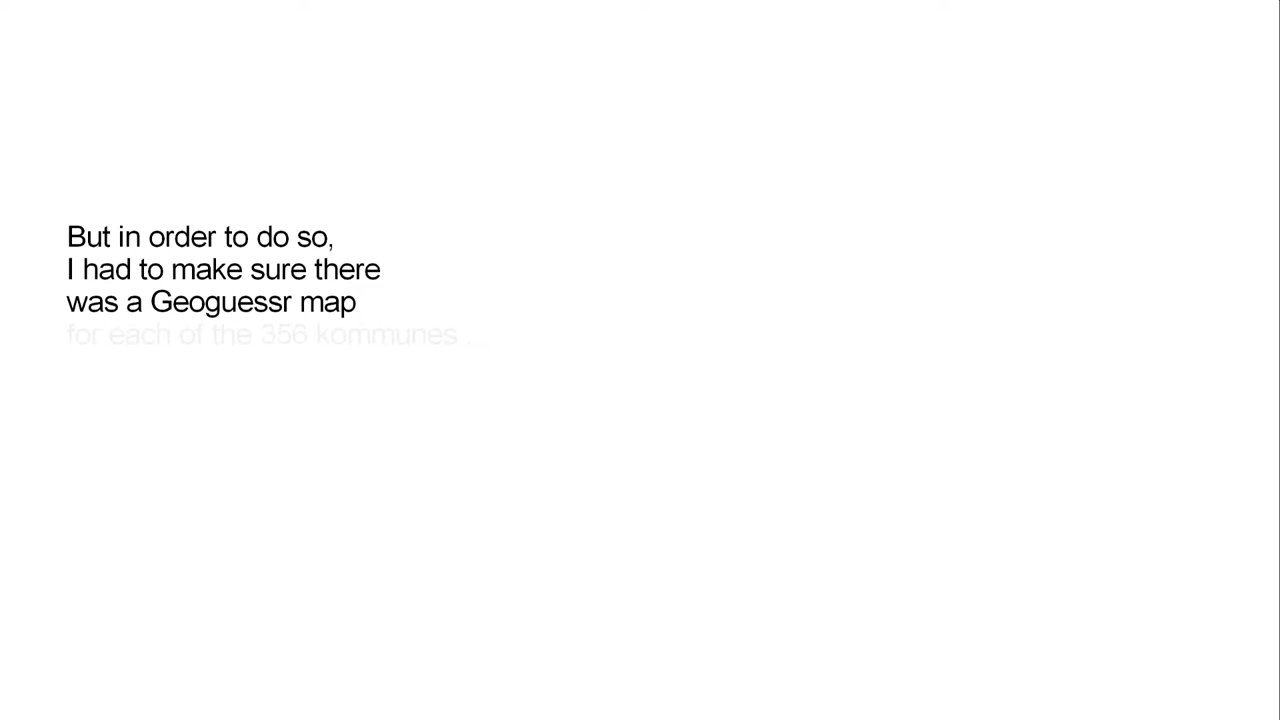 But in order to do so,
I had to make sure there
was a Geoguessr map
for each of the 356 kommunes ...